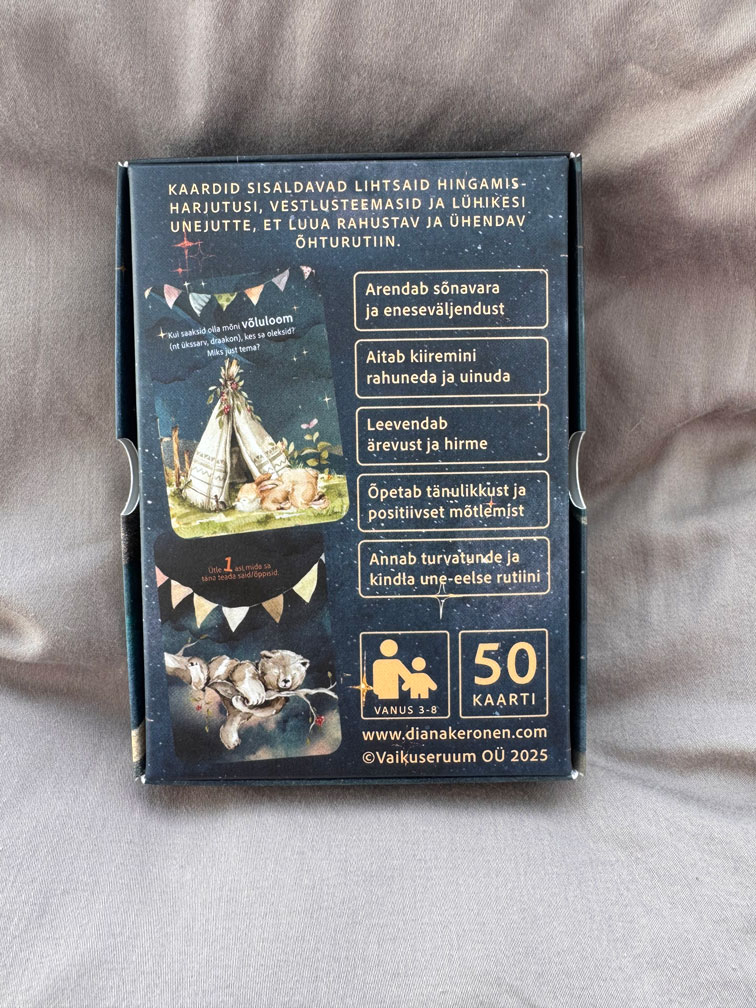 KAARDID SISALDAVAD LIHTSAID HINGAMIS-
HARJUTUSI, VESTLUSTEEMASID JA LÜHIKESI
UNEJUTTE, ET LUUA RAHUSTAV JA ÜHENDAV
ÕHTURUTIIN.
Kui saaksid olla mõni võluloom
(nt ükssarv, draakon), kes sa oleksid?
Miks just tema?
Ütle 1 asi, mida sa
täna teada said/õppisid.
Arendab sõnavara
ja eneseväljendust
Aitab kiiremini
rahuneda ja uinuda
Leevendab
ärevust ja hirme
Õpetab tänulikkust ja
positiivset mõtlemist
Annab turvatunde ja
kindla une-eelse rutiini
VANUS 3-8
50
KAARTI
www.dianakeronen.com
©Vaikuseruum OÜ 2025